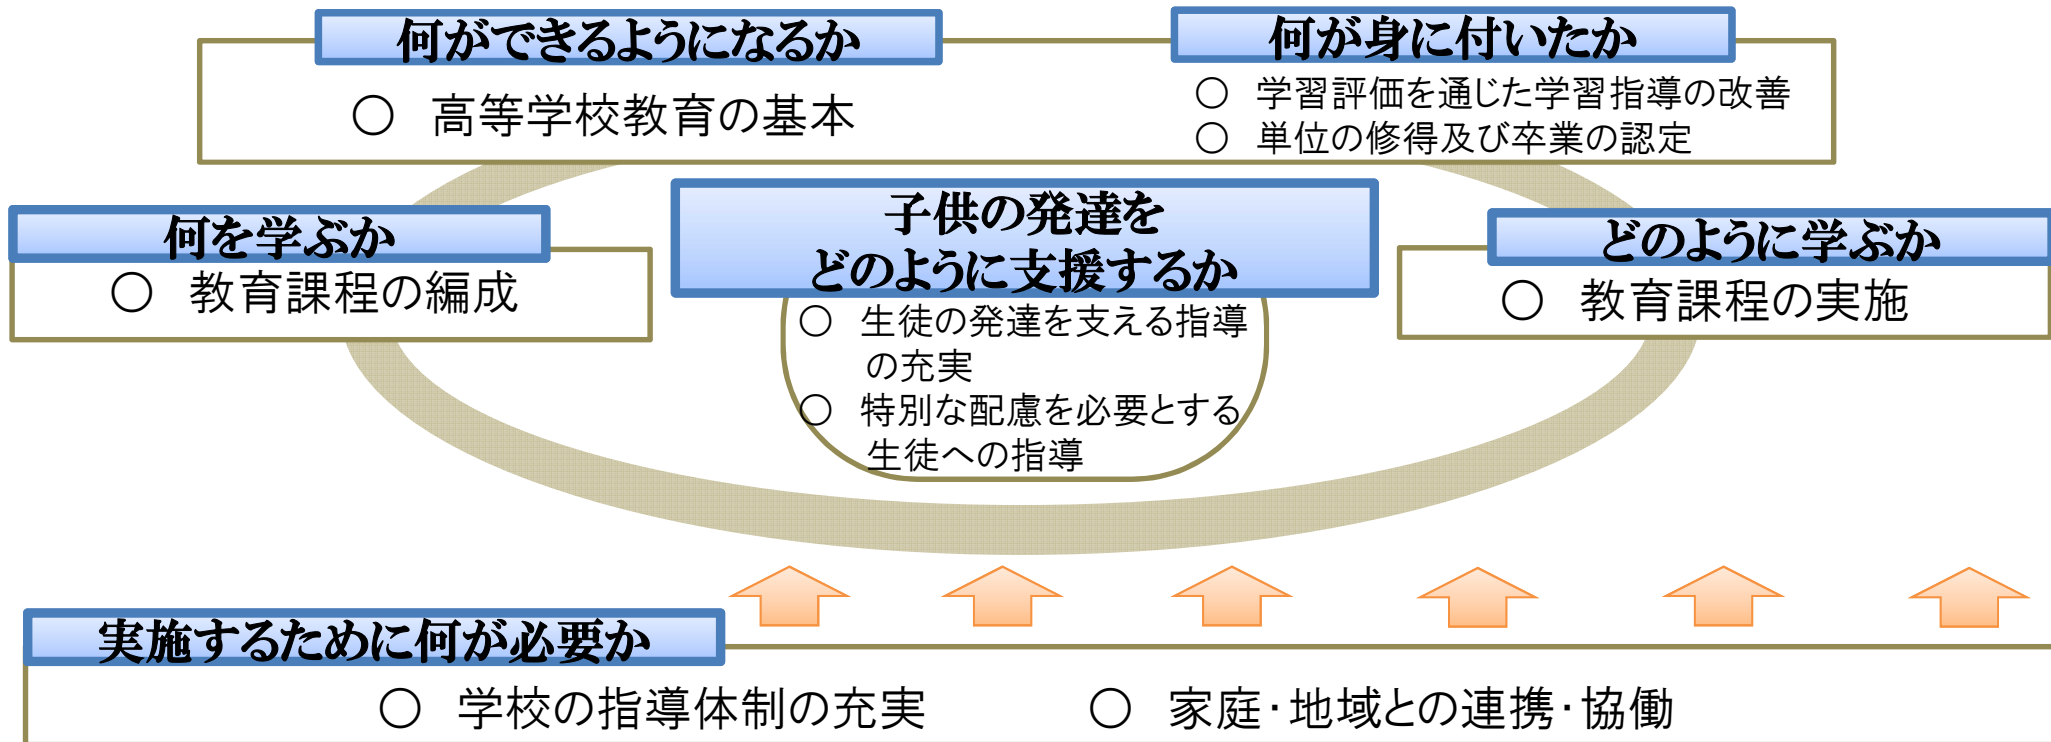 何ができるようになるか
何が身に付いたか
○ 高等学校教育の基本
○ 学習評価を通じた学習指導の改善
○ 単位の修得及び卒業の認定
何を学ぶか
○ 教育課程の編成
子供の発達を
どのように支援するか
○ 生徒の発達を支える指導
の充実
○ 特別な配慮を必要とする
生徒への指導
どのように学ぶか
○ 教育課程の実施
実施するために何が必要か
○ 学校の指導体制の充実
○ 家庭・地域との連携・協働